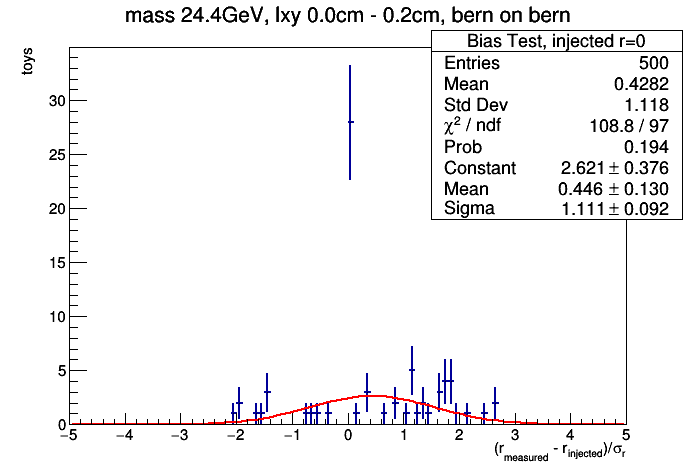 mass 24.4GeV, lxy 0.0cm - 0.2cm, bern on bern
toys
Bias Test, injected r=0
Entries 500
Mean 0.4282
Std Dev 1.118
χ² / ndf 108.8 / 97
Prob 0.194
Constant 2.621 ± 0.376
Mean 0.446 ± 0.130
Sigma 1.111 ± 0.092
30
25
20
15
10
5
0
−5 −4 −3 −2 −1 0 1 2 3 4 5
(r_measured - r_injected)/σ_r